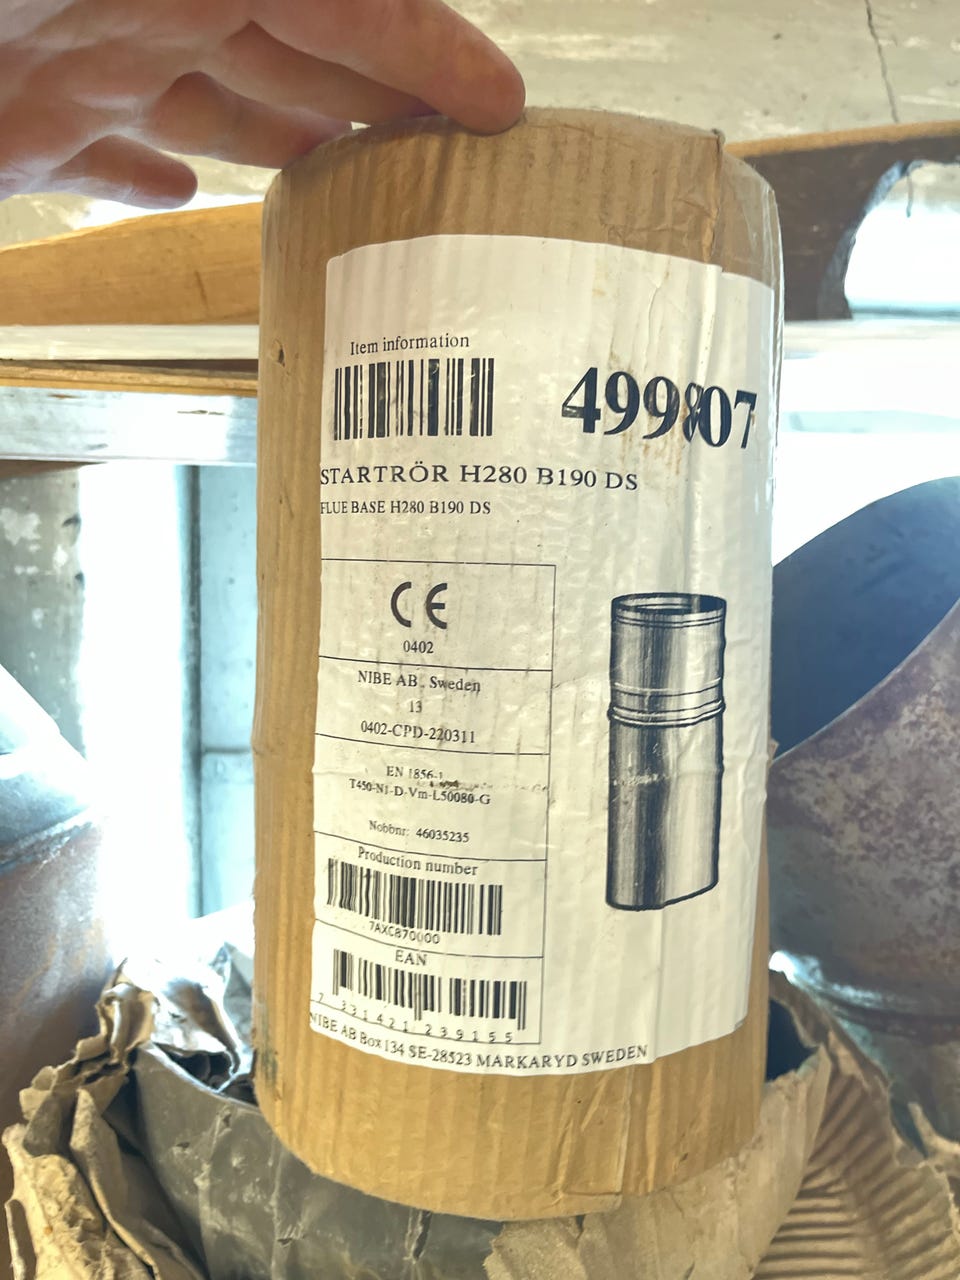 Item information
499807
STARTRÖR H280 B190 DS
FLUE BASE H280 B190 DS
CE
0402
NIBE AB, Sweden
13
0402-CPD-220311
EN 1856-1
T450-N1-D-Vm-L50080-G
Nobbnr: 46035235
Production number
7AXC870000
EAN
7 331421 239155
NIBE AB Box 134 SE-28523 MARKARYD SWEDEN